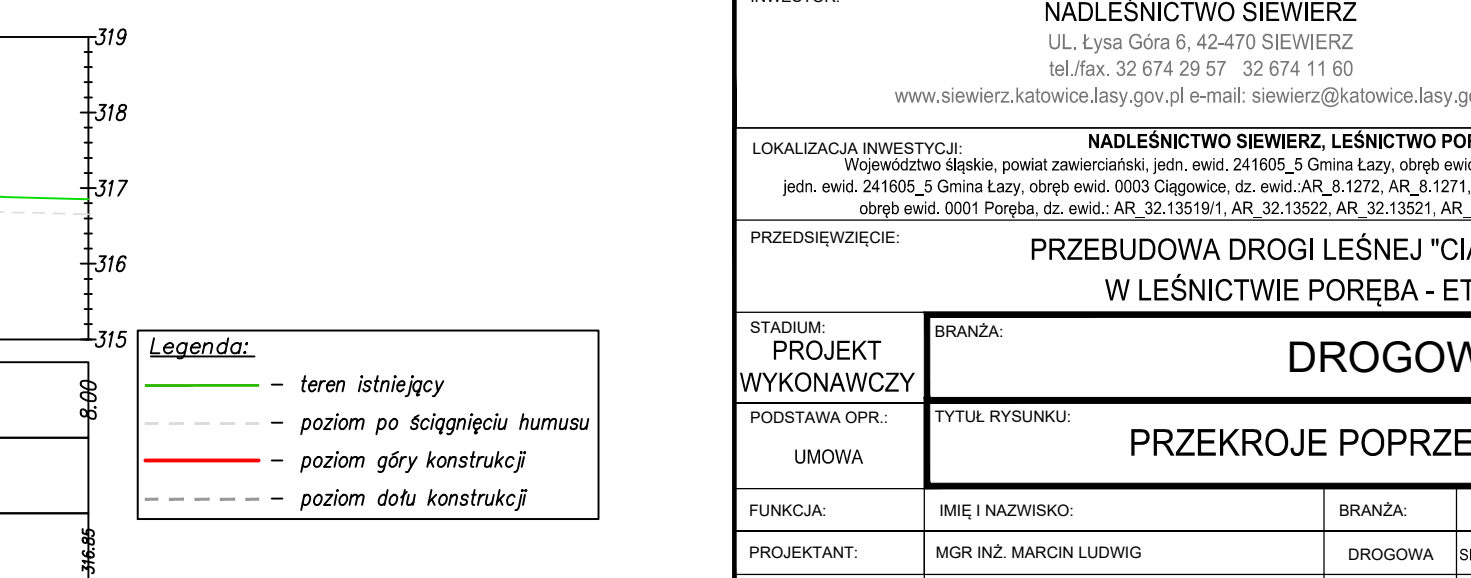 319
318
317
316
315
8.00
316.85
Legenda:
– teren istniejący
– poziom po ściągnięciu humusu
– poziom góry konstrukcji
– poziom dołu konstrukcji
NADLEŚNICTWO SIEWIERZ
UL. Łysa Góra 6, 42-470 SIEWIERZ
tel./fax. 32 674 29 57 32 674 11 60
www.siewierz.katowice.lasy.gov.pl e-mail: siewierz@katowice.lasy.g
LOKALIZACJA INWESTYCJI:
NADLEŚNICTWO SIEWIERZ, LEŚNICTWO PO
Województwo śląskie, powiat zawierciański, jedn. ewid. 241605_5 Gmina Łazy, obręb ewi
jedn. ewid. 241605_5 Gmina Łazy, obręb ewid. 0003 Ciągowice, dz. ewid.:AR_8.1272, AR_8.1271,
obręb ewid. 0001 Poręba, dz. ewid.: AR_32.13519/1, AR_32.13522, AR_32.13521, AR_
PRZEDSIĘWZIĘCIE:
PRZEBUDOWA DROGI LEŚNEJ "CI
W LEŚNICTWIE PORĘBA - ET
STADIUM:
PROJEKT
WYKONAWCZY
BRANŻA:
DROGOW
PODSTAWA OPR.:
UMOWA
TYTUŁ RYSUNKU:
PRZEKROJE POPRZE
FUNKCJA: IMIĘ I NAZWISKO: BRANŻA:
PROJEKTANT: MGR INŻ. MARCIN LUDWIG DROGOWA